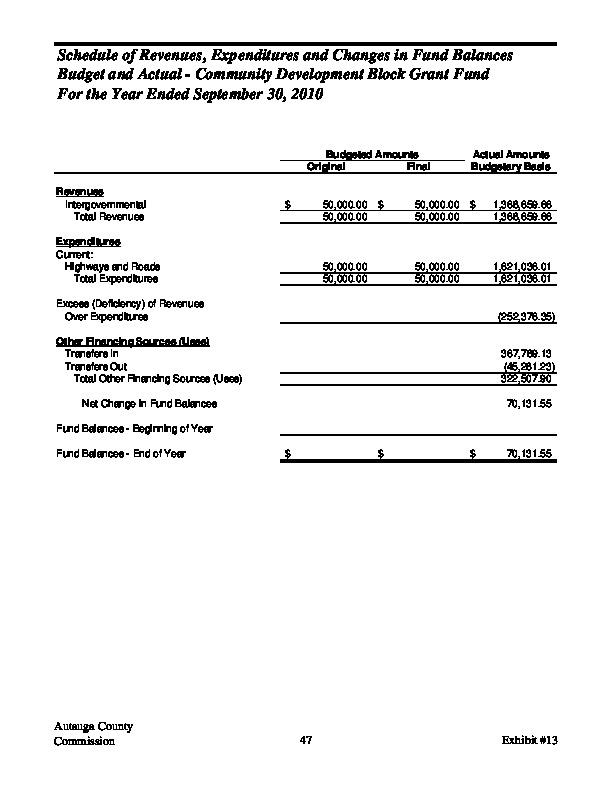 Schedule of Revenues, Expenditures and Changes in Fund Balances
Budget and Actual - Community Development Block Grant Fund
For the Year Ended September 30, 2010
Budgeted Amounts Actual Amounts
Original Final Budgetary Basis
Revenues
Intergovernmental $ 50,000.00 $ 50,000.00 $ 1,368,659.66
Total Revenues 50,000.00 50,000.00 1,368,659.66
Expenditures
Current:
Highways and Roads 50,000.00 50,000.00 1,621,036.01
Total Expenditures 50,000.00 50,000.00 1,621,036.01
Excess (Deficiency) of Revenues
Over Expenditures (252,376.35)
Other Financing Sources (Uses)
Transfers In 367,769.13
Transfers Out (45,261.23)
Total Other Financing Sources (Uses) 322,507.90
Net Change in Fund Balances 70,131.55
Fund Balances - Beginning of Year
Fund Balances - End of Year $ $ $ 70,131.55
Autauga County
Commission 47 Exhibit #13